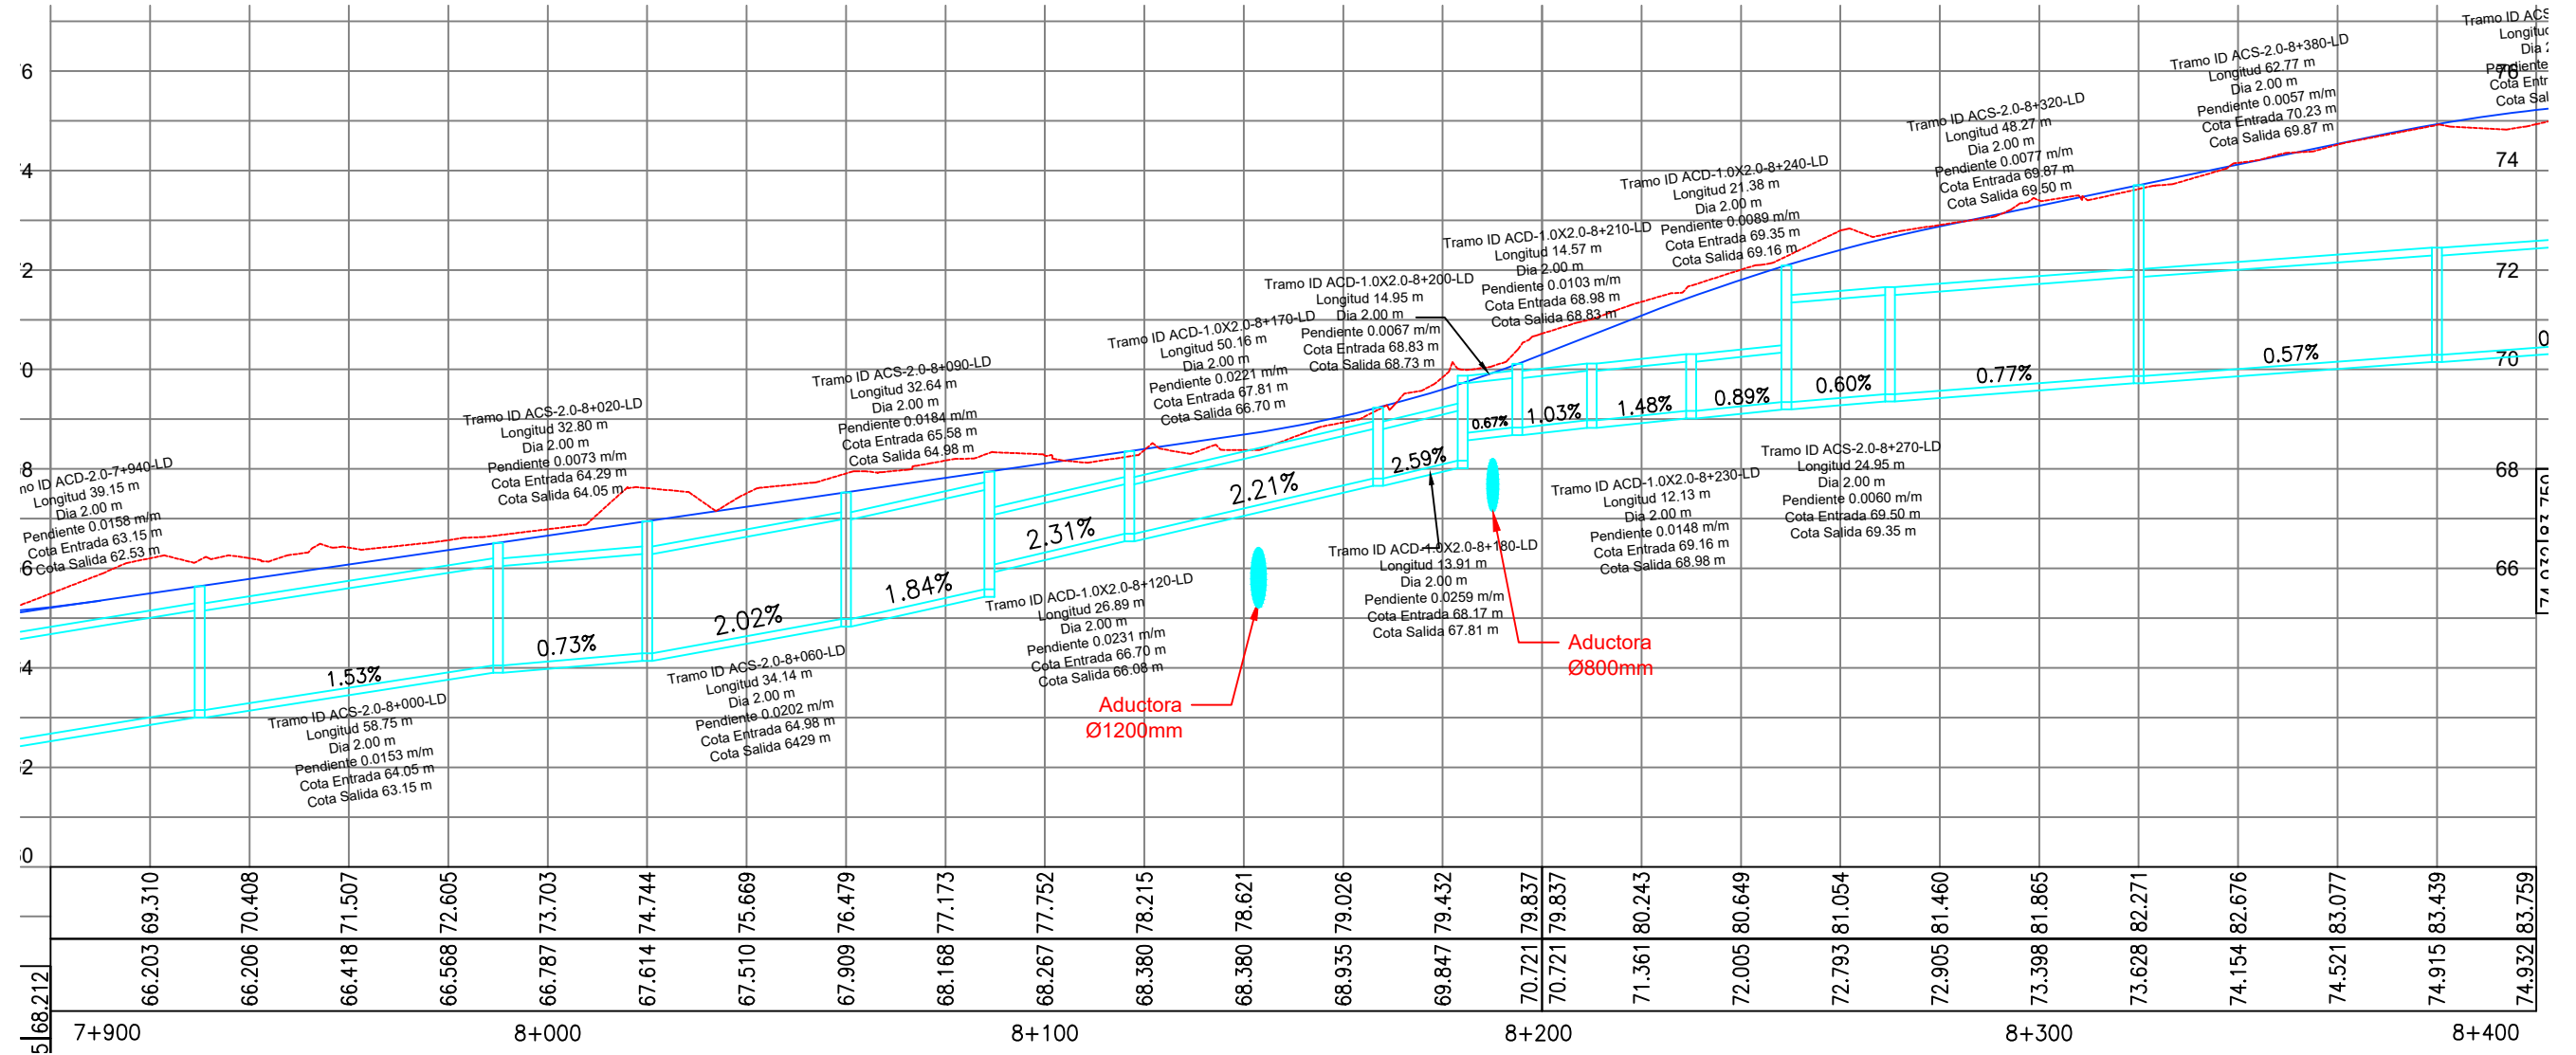 Tramo ID ACS-2.0-8+380-LD
Longitud 62.77 m
Dia 2.00 m
Pendiente 0.0057 m/m
Cota Entrada 70.23 m
Cota Salida 69.87 m
Tramo ID ACS-2.0-8+320-LD
Longitud 48.27 m
Dia 2.00 m
Pendiente 0.0077 m/m
Cota Entrada 69.87 m
Cota Salida 69.50 m
Tramo ID ACD-1.0X2.0-8+240-LD
Longitud 21.38 m
Dia 2.00 m
Pendiente 0.0089 m/m
Cota Entrada 69.35 m
Cota Salida 69.16 m
Tramo ID ACD-1.0X2.0-8+210-LD
Longitud 14.57 m
Dia 2.00 m
Pendiente 0.0103 m/m
Cota Entrada 68.98 m
Cota Salida 68.83 m
Tramo ID ACD-1.0X2.0-8+200-LD
Longitud 14.95 m
Dia 2.00 m
Pendiente 0.0067 m/m
Cota Entrada 68.83 m
Cota Salida 68.73 m
Tramo ID ACD-1.0X2.0-8+170-LD
Longitud 50.16 m
Dia 2.00 m
Pendiente 0.0221 m/m
Cota Entrada 67.81 m
Cota Salida 66.70 m
Tramo ID ACS-2.0-8+090-LD
Longitud 32.64 m
Dia 2.00 m
Pendiente 0.0184 m/m
Cota Entrada 65.58 m
Cota Salida 64.98 m
Tramo ID ACS-2.0-8+020-LD
Longitud 32.80 m
Dia 2.00 m
Pendiente 0.0073 m/m
Cota Entrada 64.29 m
Cota Salida 64.05 m
ID ACD-2.0-7+940-LD
Longitud 39.15 m
Dia 2.00 m
Pendiente 0.0158 m/m
Cota Entrada 63.15 m
Cota Salida 62.53 m
Tramo ID ACS
Dia
Pendiente
Cota
Cota
76
74
72
70
68
66
1.53%
0.73%
2.02%
1.84%
2.31%
2.21%
2.59%
0.67%
1.03%
1.48%
0.89%
0.60%
0.77%
0.57%
Tramo ID ACS-2.0-8+000-LD
Longitud 58.75 m
Dia 2.00 m
Pendiente 0.0153 m/m
Cota Entrada 64.05 m
Cota Salida 63.15 m
Tramo ID ACS-2.0-8+060-LD
Longitud 34.14 m
Dia 2.00 m
Pendiente 0.0202 m/m
Cota Entrada 64.98 m
Cota Salida 6429 m
Tramo ID ACD-1.0X2.0-8+120-LD
Longitud 26.89 m
Dia 2.00 m
Pendiente 0.0231 m/m
Cota Entrada 66.70 m
Cota Salida 66.08 m
Tramo ID ACD-1.0X2.0-8+180-LD
Longitud 13.91 m
Dia 2.00 m
Pendiente 0.0259 m/m
Cota Entrada 68.17 m
Cota Salida 67.81 m
Tramo ID ACD-1.0X2.0-8+230-LD
Longitud 12.13 m
Dia 2.00 m
Pendiente 0.0148 m/m
Cota Entrada 69.16 m
Cota Salida 68.98 m
Tramo ID ACS-2.0-8+270-LD
Longitud 24.95 m
Dia 2.00 m
Pendiente 0.0060 m/m
Cota Entrada 69.50 m
Cota Salida 69.35 m
Aductora
Ø1200mm
Aductora
Ø800mm
69.310 70.408 71.507 72.605 73.703 74.744 75.669 76.479 77.173 77.752 78.215 78.621 79.026 79.432 79.837 79.837 80.243 80.649 81.054 81.460 81.865 82.271 82.676 83.077 83.439 83.759
68.212 66.203 66.206 66.418 66.568 66.787 67.614 67.510 67.909 68.168 68.267 68.380 68.380 68.935 69.847 70.721 70.721 71.361 72.005 72.793 72.905 73.398 73.628 74.154 74.521 74.915 74.932
7+900 8+000 8+100 8+200 8+300 8+400